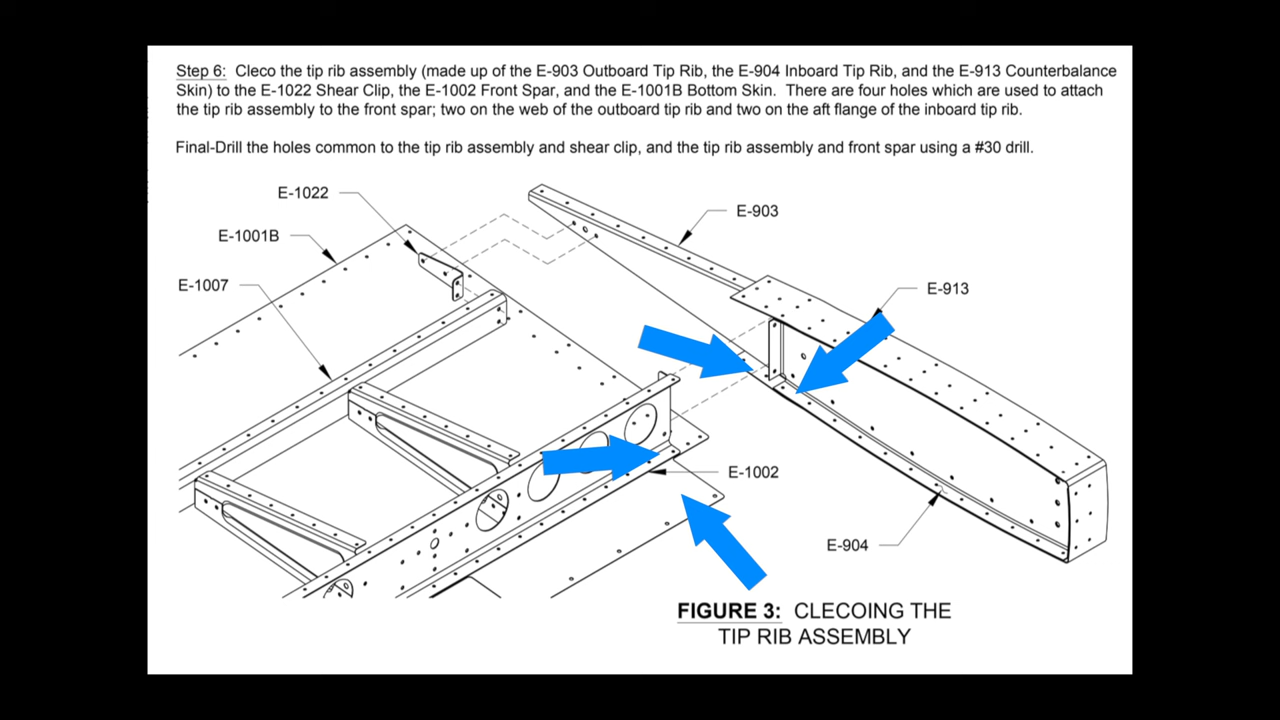 Step 6: Cleco the tip rib assembly (made up of the E-903 Outboard Tip Rib, the E-904 Inboard Tip Rib, and the E-913 Counterbalance
Skin) to the E-1022 Shear Clip, the E-1002 Front Spar, and the E-1001B Bottom Skin. There are four holes which are used to attach
the tip rib assembly to the front spar; two on the web of the outboard tip rib and two on the aft flange of the inboard tip rib.
Final-Drill the holes common to the tip rib assembly and shear clip, and the tip rib assembly and front spar using a #30 drill.
E-1022
E-903
E-1001B
E-1007
E-913
E-1002
E-904
FIGURE 3: CLECOING THE
TIP RIB ASSEMBLY